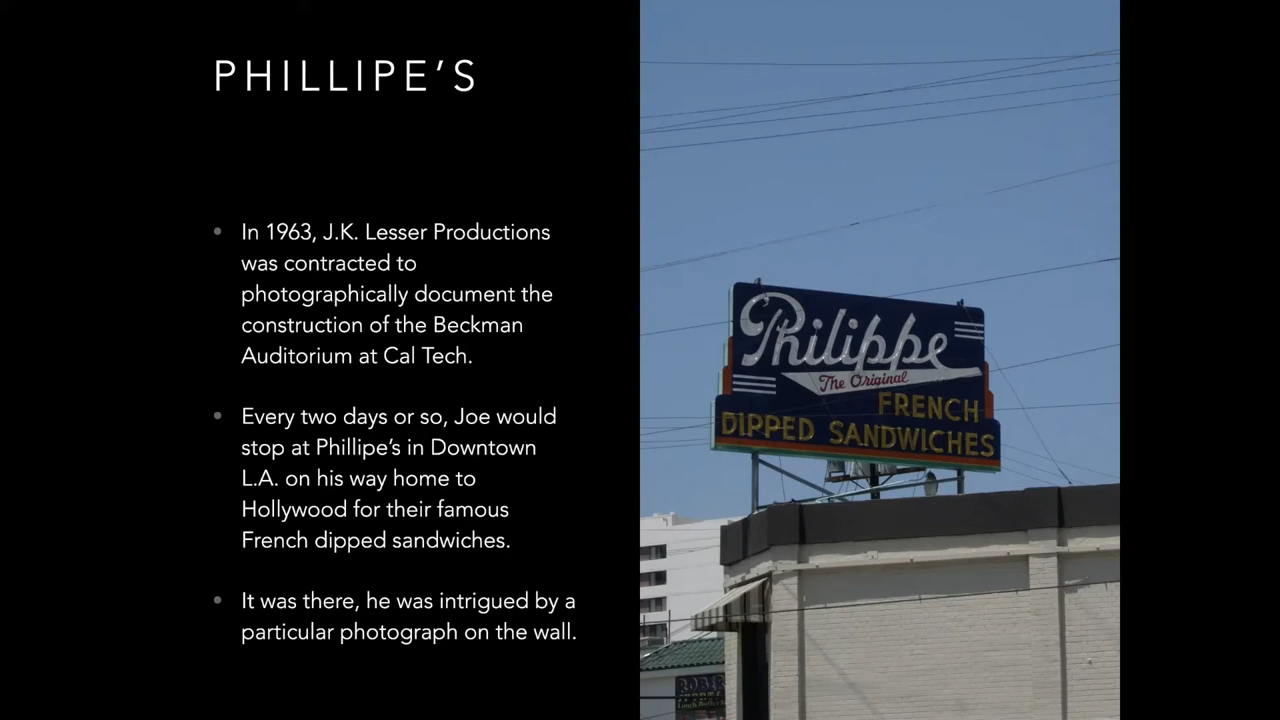 PHILLIPE’S
In 1963, J.K. Lesser Productions
was contracted to
photographically document the
construction of the Beckman
Auditorium at Cal Tech.
Every two days or so, Joe would
stop at Phillipe’s in Downtown
L.A. on his way home to
Hollywood for their famous
French dipped sandwiches.
It was there, he was intrigued by a
particular photograph on the wall.
Philippe
The Original
FRENCH
DIPPED SANDWICHES